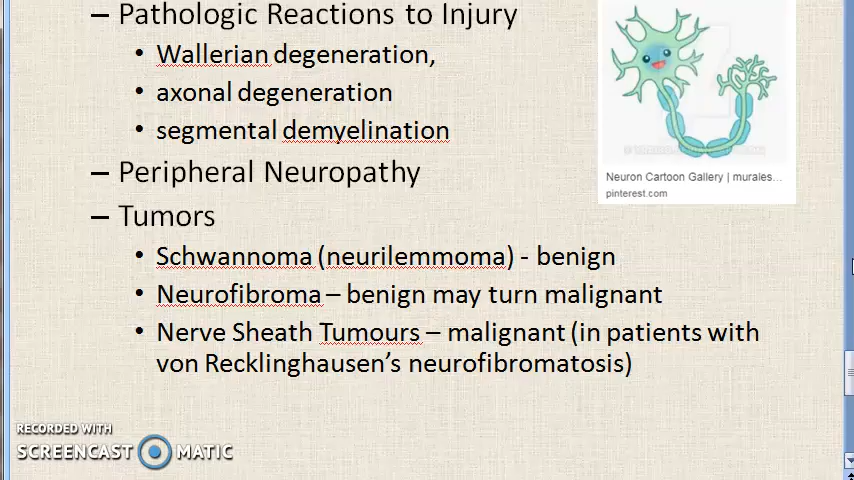 – Pathologic Reactions to Injury
• Wallerian degeneration,
• axonal degeneration
• segmental demyelination
– Peripheral Neuropathy
– Tumors
• Schwannoma (neurilemmoma) - benign
• Neurofibroma – benign may turn malignant
• Nerve Sheath Tumours – malignant (in patients with
von Recklinghausen’s neurofibromatosis)
Neuron Cartoon Gallery | murales...
pinterest.com
RECORDED WITH
SCREENCAST MATIC